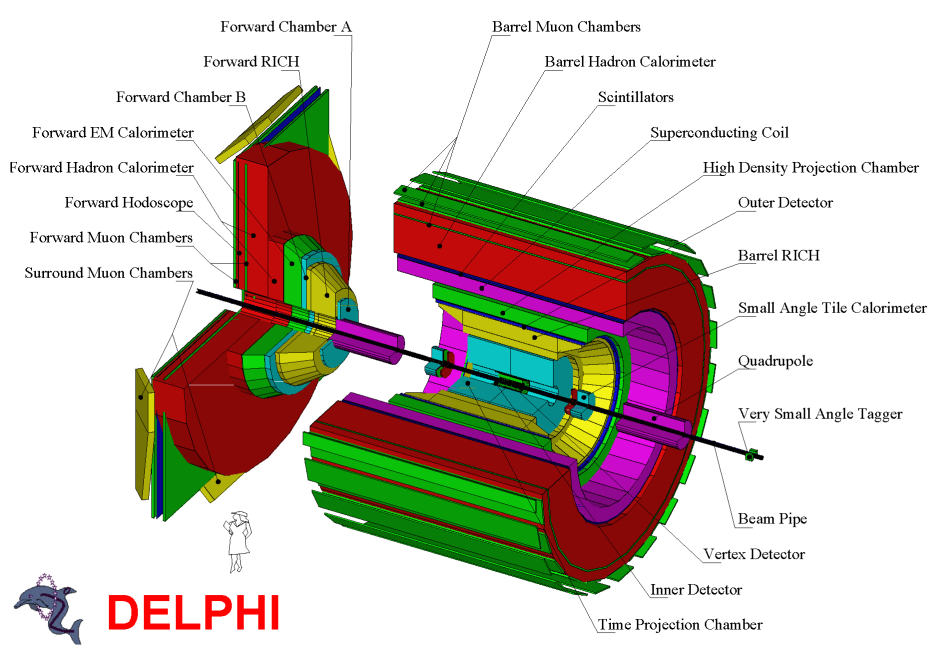 Forward Chamber A
Forward RICH
Forward Chamber B
Forward EM Calorimeter
Forward Hadron Calorimeter
Forward Hodoscope
Forward Muon Chambers
Surround Muon Chambers
Barrel Muon Chambers
Barrel Hadron Calorimeter
Scintillators
Superconducting Coil
High Density Projection Chamber
Outer Detector
Barrel RICH
Small Angle Tile Calorimeter
Quadrupole
Very Small Angle Tagger
Beam Pipe
Vertex Detector
Inner Detector
Time Projection Chamber
DELPHI